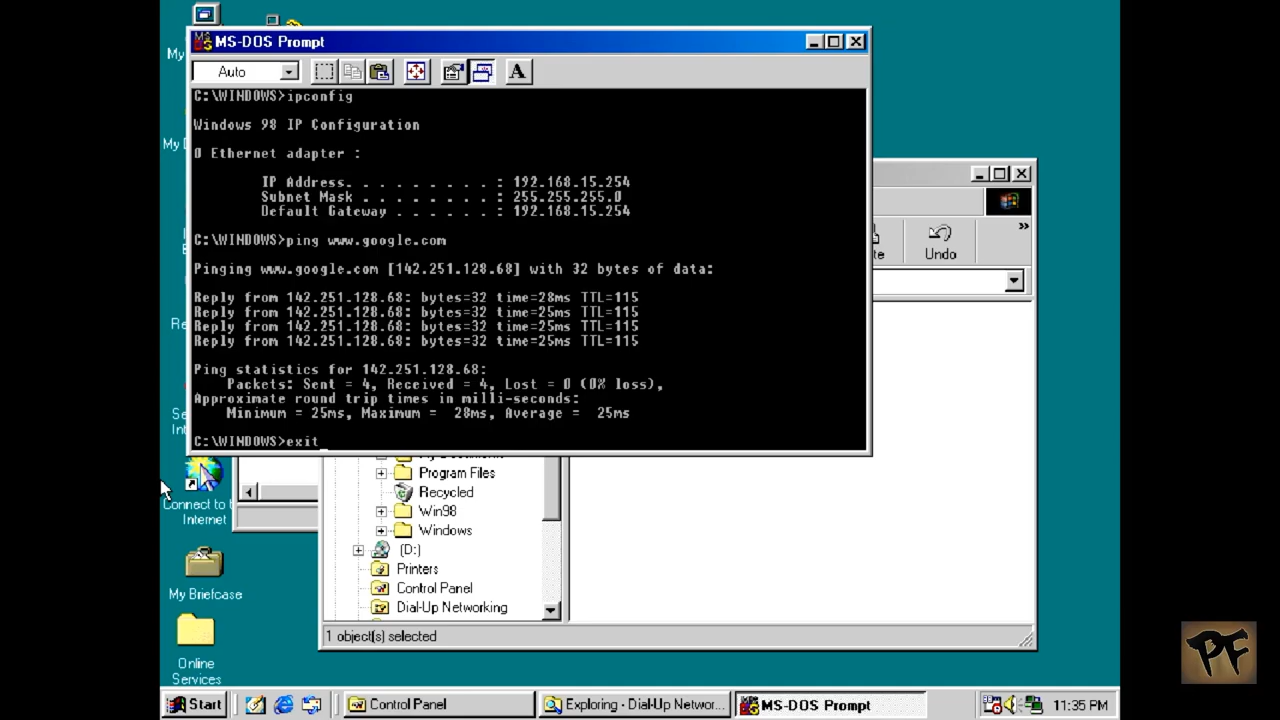 My
MS-DOS Prompt
Auto
A
C:\WINDOWS>ipconfig
Windows 98 IP Configuration
0 Ethernet adapter :
IP Address. . . . . . . . . : 192.168.15.254
Subnet Mask . . . . . . . . : 255.255.255.0
Default Gateway . . . . . . : 192.168.15.254
C:\WINDOWS>ping www.google.com
Pinging www.google.com [142.251.128.68] with 32 bytes of data:
Reply from 142.251.128.68: bytes=32 time=28ms TTL=115
Reply from 142.251.128.68: bytes=32 time=25ms TTL=115
Reply from 142.251.128.68: bytes=32 time=25ms TTL=115
Reply from 142.251.128.68: bytes=32 time=25ms TTL=115
Ping statistics for 142.251.128.68:
Packets: Sent = 4, Received = 4, Lost = 0 (0% loss),
Approximate round trip times in milli-seconds:
Minimum = 25ms, Maximum =  28ms, Average =  25ms
C:\WINDOWS>exit_
My D
Re
Se
Int
Undo
Connect to t
Internet
My Briefcase
Online
Services
My Documents
Program Files
Recycled
Win98
Windows
(D:)
Printers
Control Panel
Dial-Up Networking
1 object(s) selected
Start
Control Panel
Exploring - Dial-Up Networ...
MS-DOS Prompt
11:35 PM
PF